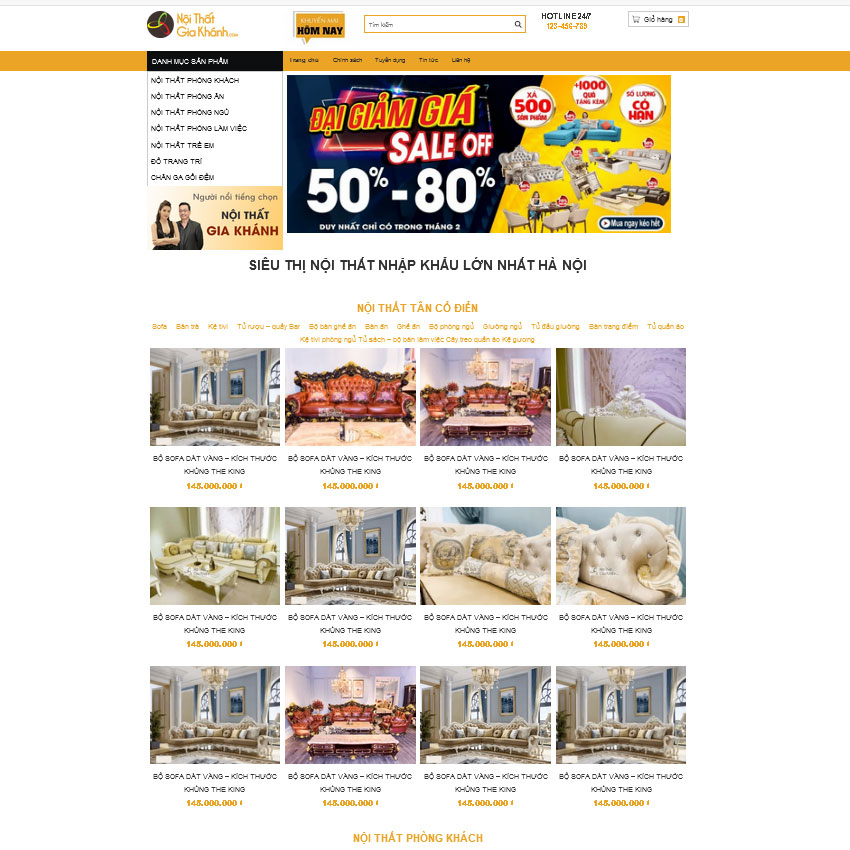 Nội Thất
Gia Khánh.com
KHUYẾN MẠI
HÔM NAY
Tìm kiếm
HOTLINE 24/7
123-456-789
Giỏ hàng
DANH MỤC SẢN PHẨM
Trang chủ Chính sách Tuyển dụng Tin tức Liên hệ
NỘI THẤT PHÒNG KHÁCH
NỘI THẤT PHÒNG ĂN
NỘI THẤT PHÒNG NGỦ
NỘI THẤT PHÒNG LÀM VIỆC
NỘI THẤT TRẺ EM
ĐỒ TRANG TRÍ
CHĂN GA GỐI ĐỆM
Người nổi tiếng chọn
NỘI THẤT
GIA KHÁNH
ĐẠI GIẢM GIÁ
SALE OFF
50% - 80%
DUY NHẤT CHỈ CÓ TRONG THÁNG 2
XẢ
500
SẢN PHẨM
+1000
QUÀ
TẶNG KÈM
SỐ LƯỢNG
CÓ
HẠN
Mua ngay kẻo hết
SIÊU THỊ NỘI THẤT NHẬP KHẨU LỚN NHẤT HÀ NỘI
NỘI THẤT TÂN CỔ ĐIỂN
Sofa Bàn trà Kệ tivi Tủ rượu – quầy Bar Bộ bàn ghế ăn Bàn ăn Ghế ăn Bộ phòng ngủ Giường ngủ Tủ đầu giường Bàn trang điểm Tủ quần áo
Kệ tivi phòng ngủ Tủ sách – bộ bàn làm việc Cây treo quần áo Kệ gương
BỘ SOFA DÁT VÀNG – KÍCH THƯỚC BỘ SOFA DÁT VÀNG – KÍCH THƯỚC BỘ SOFA DÁT VÀNG – KÍCH THƯỚC BỘ SOFA DÁT VÀNG – KÍCH THƯỚC
KHỦNG THE KING KHỦNG THE KING KHỦNG THE KING KHỦNG THE KING
145.000.000 ₫ 145.000.000 ₫ 145.000.000 ₫ 145.000.000 ₫
BỘ SOFA DÁT VÀNG – KÍCH THƯỚC BỘ SOFA DÁT VÀNG – KÍCH THƯỚC BỘ SOFA DÁT VÀNG – KÍCH THƯỚC BỘ SOFA DÁT VÀNG – KÍCH THƯỚC
KHỦNG THE KING KHỦNG THE KING KHỦNG THE KING KHỦNG THE KING
145.000.000 ₫ 145.000.000 ₫ 145.000.000 ₫ 145.000.000 ₫
BỘ SOFA DÁT VÀNG – KÍCH THƯỚC BỘ SOFA DÁT VÀNG – KÍCH THƯỚC BỘ SOFA DÁT VÀNG – KÍCH THƯỚC BỘ SOFA DÁT VÀNG – KÍCH THƯỚC
KHỦNG THE KING KHỦNG THE KING KHỦNG THE KING KHỦNG THE KING
145.000.000 ₫ 145.000.000 ₫ 145.000.000 ₫ 145.000.000 ₫
NỘI THẤT PHÒNG KHÁCH